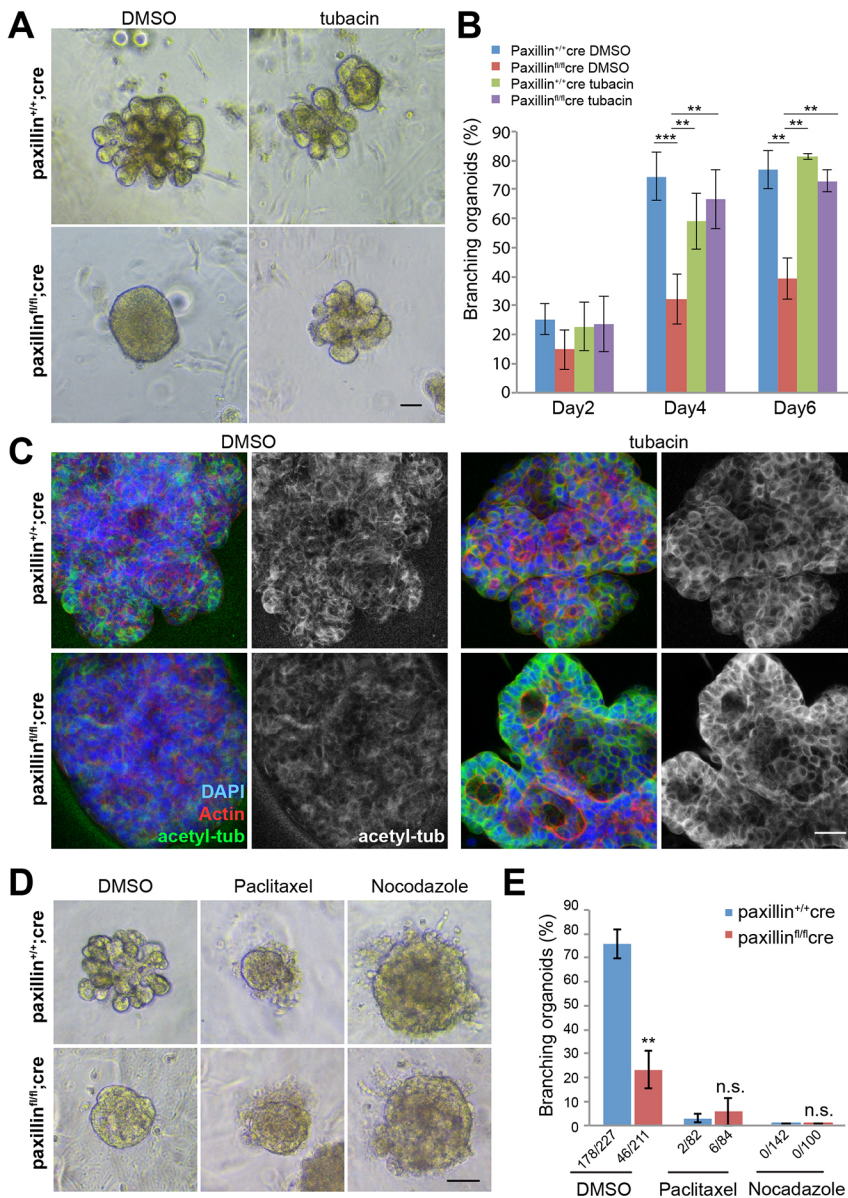 A
DMSO
tubacin
paxillin+/+;cre
paxillinfl/fl;cre
B
Paxillin+/+cre DMSO
Paxillinfl/flcre DMSO
Paxillin+/+cre tubacin
Paxillinfl/flcre tubacin
Branching organoids (%)
90
80
70
60
50
40
30
20
10
0
**
**
***
**
**
**
Day2
Day4
Day6
C
DMSO
tubacin
paxillin+/+;cre
paxillinfl/fl;cre
DAPI
Actin
acetyl-tub
acetyl-tub
D
DMSO
Paclitaxel
Nocodazole
paxillin+/+;cre
paxillinfl/fl;cre
E
paxillin+/+cre
paxillinfl/flcre
Branching organoids (%)
90
80
70
60
50
40
30
20
10
0
**
n.s.
n.s.
178/227
46/211
2/82
6/84
0/142
0/100
DMSO
Paclitaxel
Nocadazole